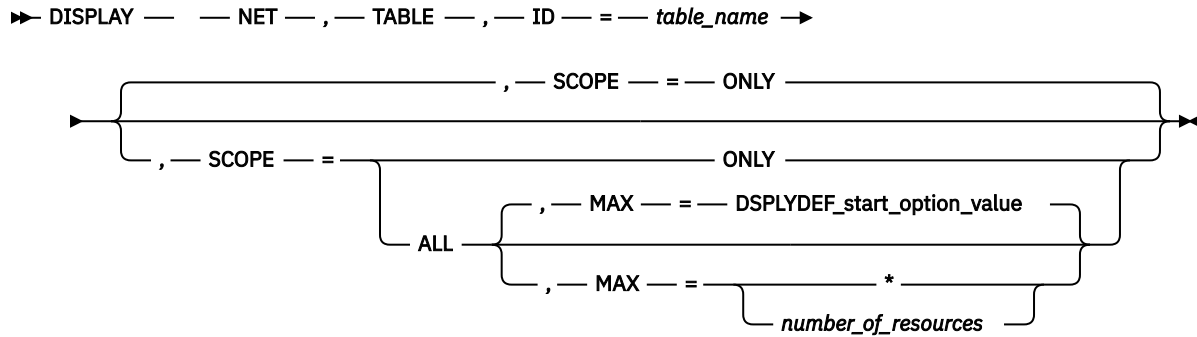 DISPLAY NET , TABLE , ID = table_name
, SCOPE = ONLY
, SCOPE = ONLY
, MAX = DSPLYDEF_start_option_value
ALL
, MAX = *
number_of_resources